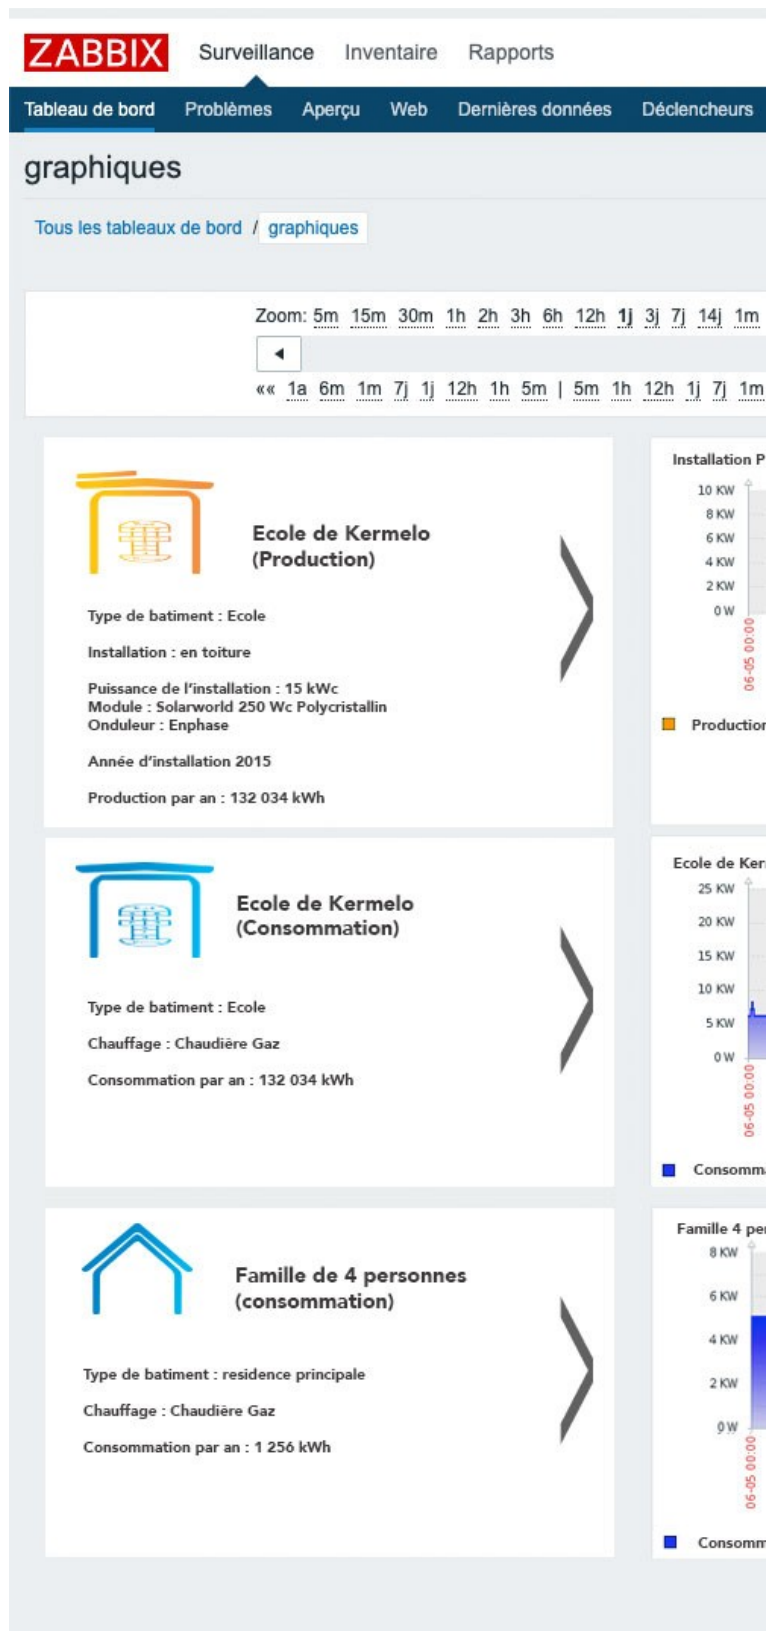 ZABBIX Surveillance Inventaire Rapports
Tableau de bord Problèmes Aperçu Web Dernières données Déclencheurs
graphiques
Tous les tableaux de bord / graphiques
Zoom: 5m 15m 30m 1h 2h 3h 6h 12h 1j 3j 7j 14j 1m
◄
«« 1a 6m 1m 7j 1j 12h 1h 5m | 5m 1h 12h 1j 7j 1m
Ecole de Kermelo
(Production)
Type de batiment : Ecole
Installation : en toiture
Puissance de l'installation : 15 kWc
Module : Solarworld 250 Wc Polycristallin
Onduleur : Enphase
Année d'installation 2015
Production par an : 132 034 kWh
Installation P
10 KW
8 KW
6 KW
4 KW
2 KW
0 W
06-05 00:00
Production
Ecole de Kermelo
(Consommation)
Type de batiment : Ecole
Chauffage : Chaudière Gaz
Consommation par an : 132 034 kWh
Ecole de Ker
25 KW
20 KW
15 KW
10 KW
5 KW
0 W
06-05 00:00
Consomma
Famille de 4 personnes
(consommation)
Type de batiment : residence principale
Chauffage : Chaudière Gaz
Consommation par an : 1 256 kWh
Famille 4 per
8 KW
6 KW
4 KW
2 KW
0 W
06-05 00:00
Consomm